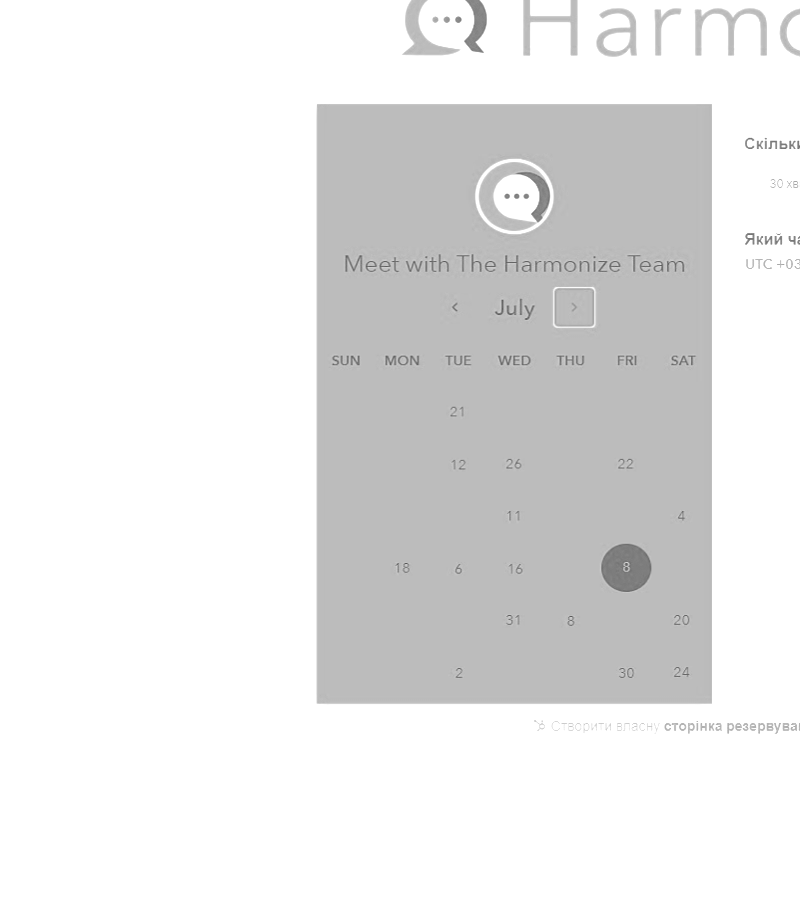 Harmo
Скільки
30 хв
Meet with The Harmonize Team
Який ча
UTC +03
July
SUN MON TUE WED THU FRI SAT
21
12 26 22
11 4
18 6 16 8
31 8 20
2 30 24
Створити власну сторінка резервува